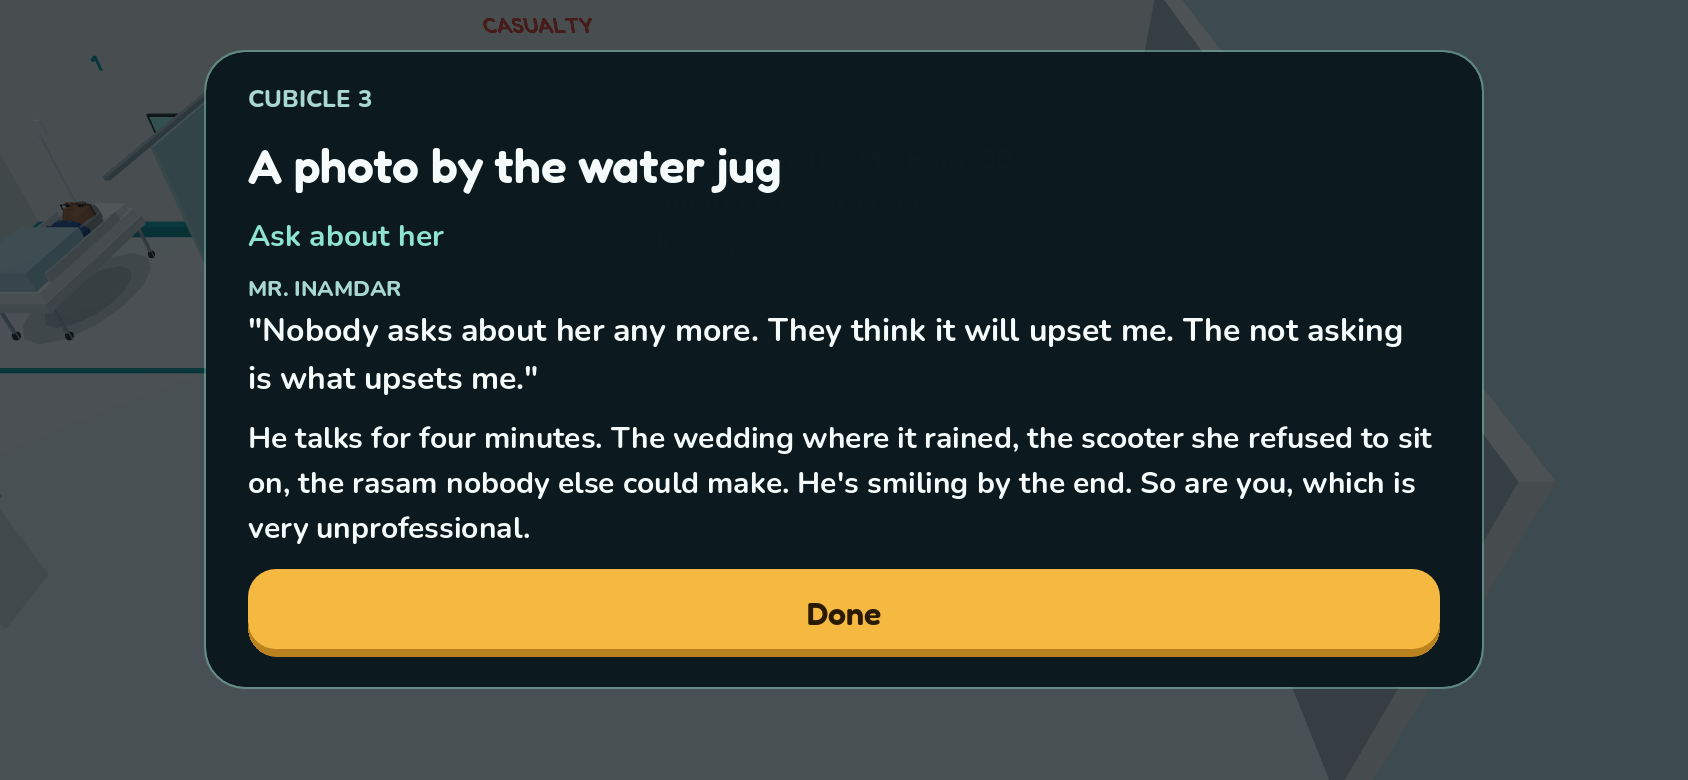 CASUALTY
CUBICLE 3
A photo by the water jug
Ask about her
MR. INAMDAR
"Nobody asks about her any more. They think it will upset me. The not asking
is what upsets me."
He talks for four minutes. The wedding where it rained, the scooter she refused to sit
on, the rasam nobody else could make. He's smiling by the end. So are you, which is
very unprofessional.
Done